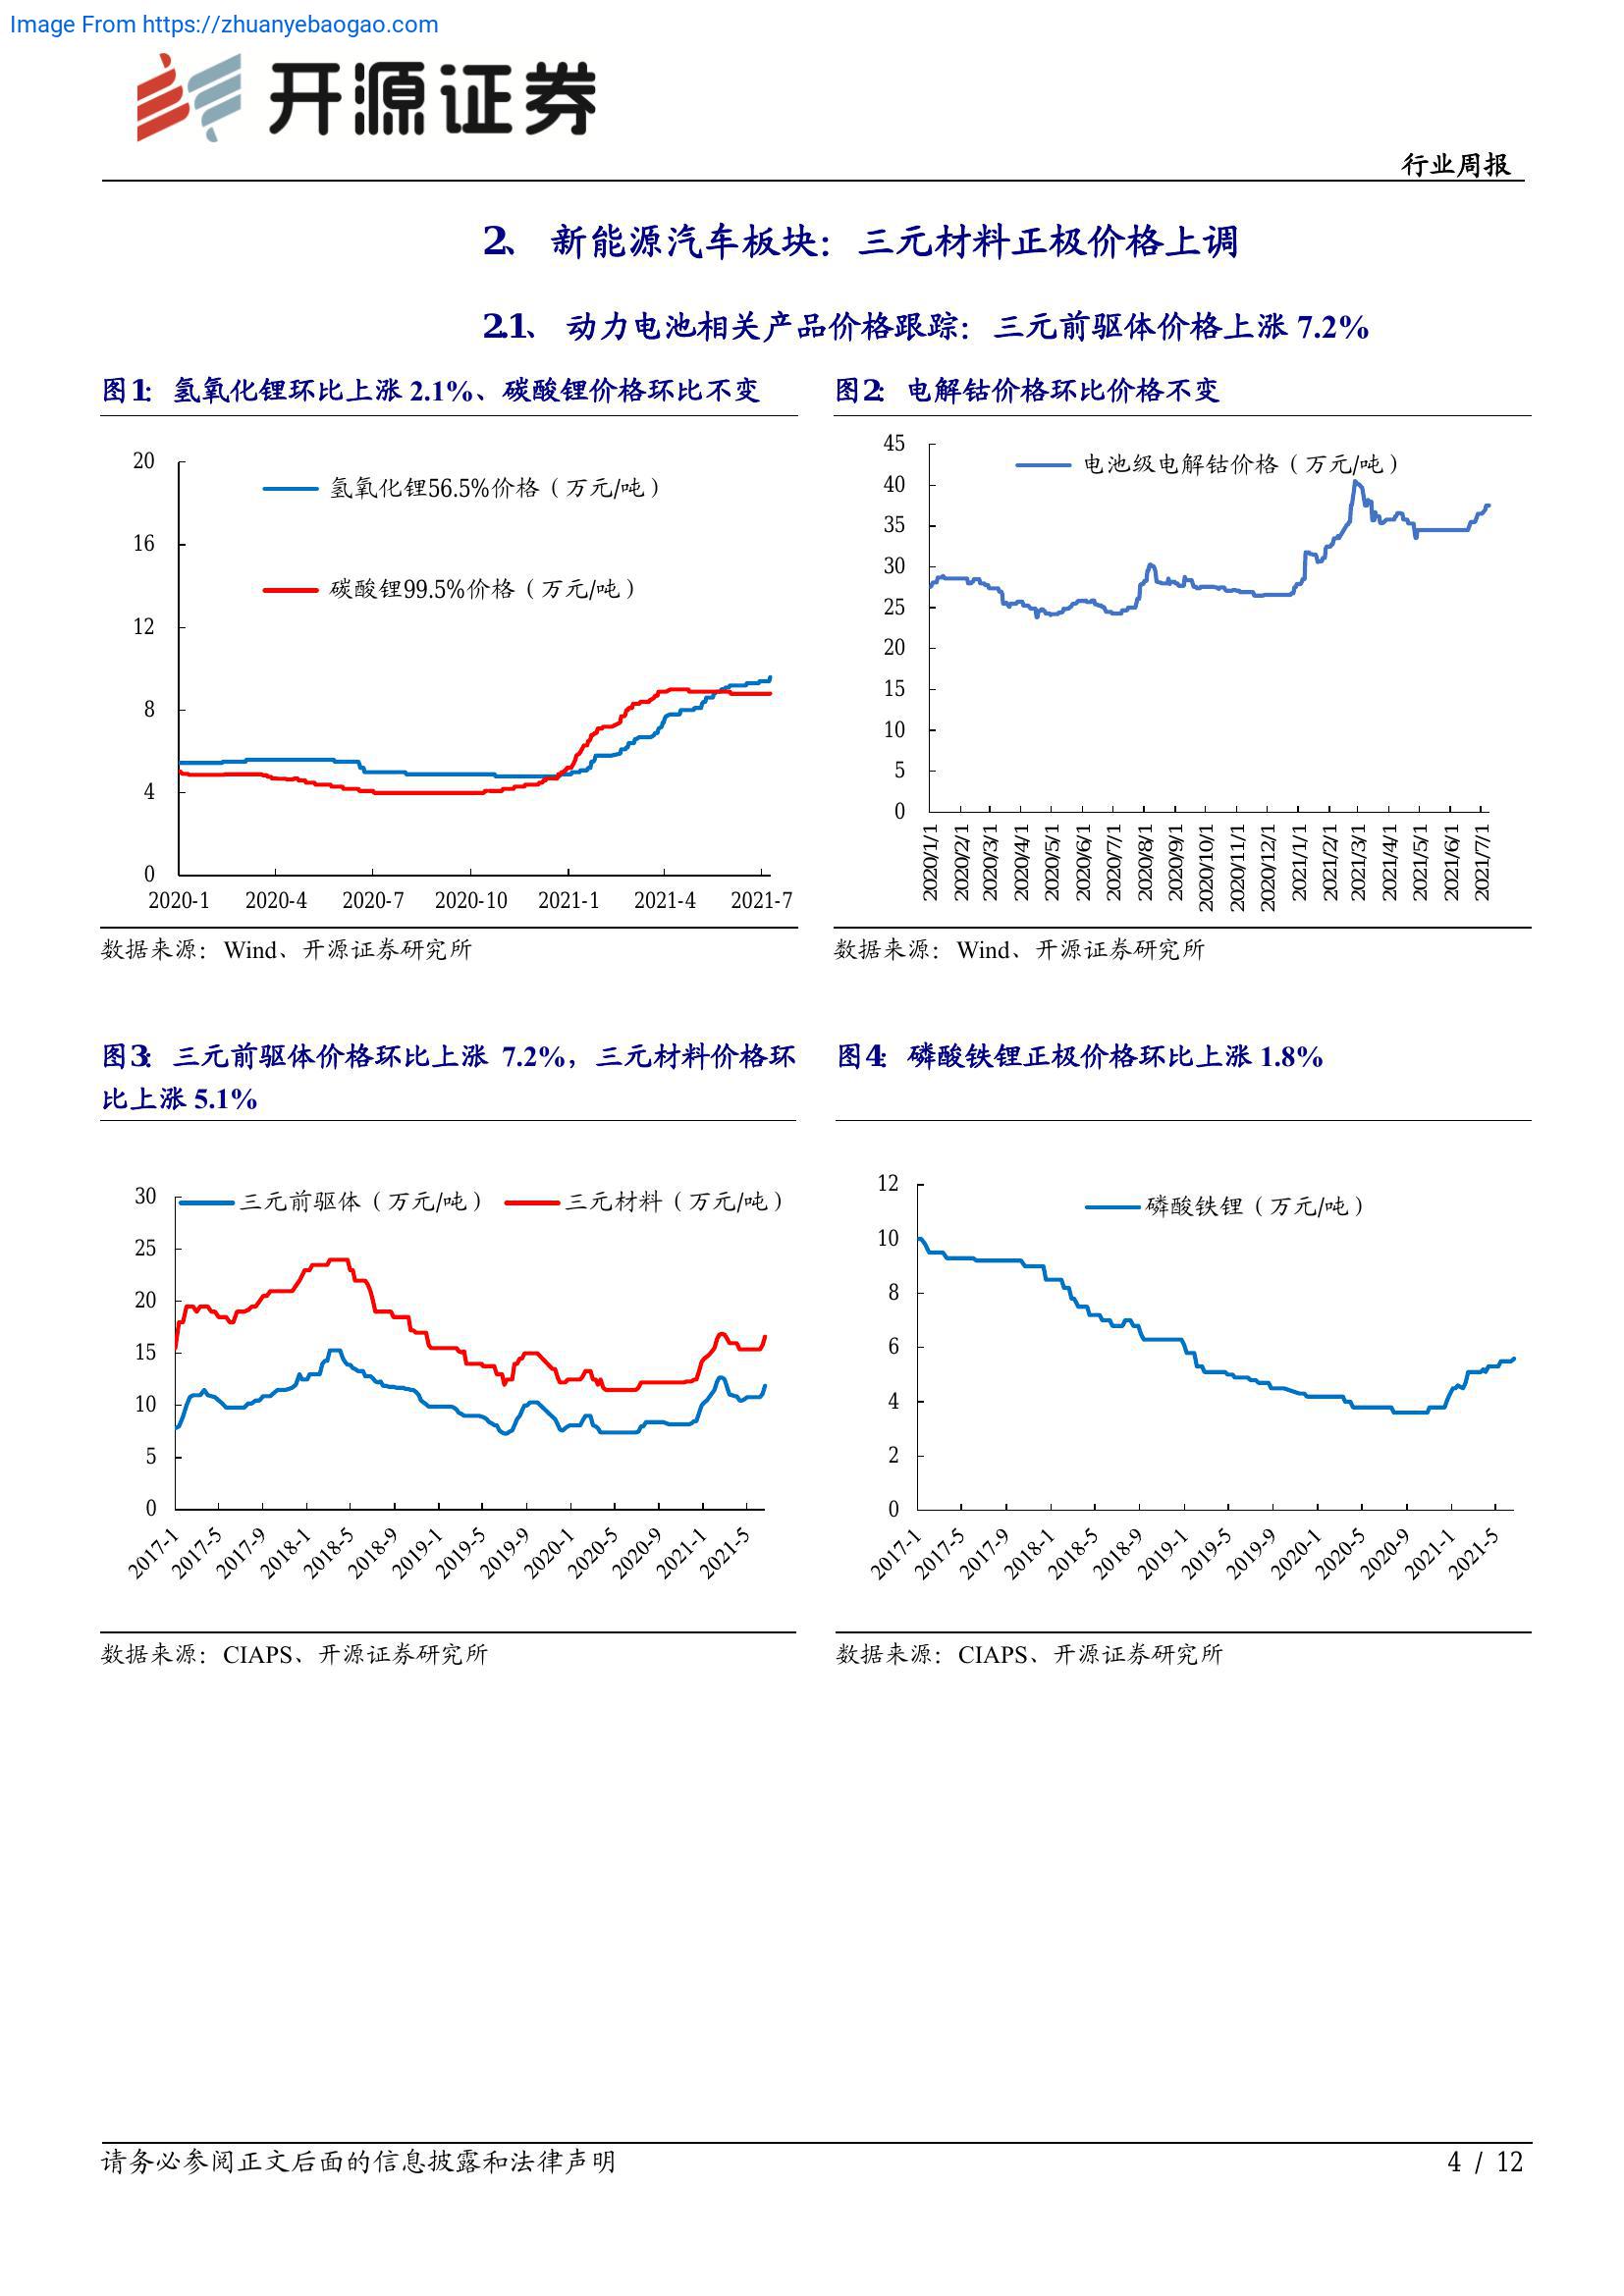 Image From https://zhuanyebaogao.com
开源证券
行业周报
2、 新能源汽车板块：三元材料正极价格上调
2.1、 动力电池相关产品价格跟踪：三元前驱体价格上涨 7.2%
图1： 氢氧化锂环比上涨 2.1%、碳酸锂价格环比不变
20
16
12
8
4
0
氢氧化锂56.5%价格（万元/吨）
碳酸锂99.5%价格（万元/吨）
2020-1 2020-4 2020-7 2020-10 2021-1 2021-4 2021-7
数据来源：Wind、开源证券研究所
图2： 电解钴价格环比价格不变
45
40
35
30
25
20
15
10
5
0
电池级电解钴价格（万元/吨）
2020/1/1 2020/2/1 2020/3/1 2020/4/1 2020/5/1 2020/6/1 2020/7/1 2020/8/1 2020/9/1 2020/10/1 2020/11/1 2020/12/1 2021/1/1 2021/2/1 2021/3/1 2021/4/1 2021/5/1 2021/6/1 2021/7/1
数据来源：Wind、开源证券研究所
图3： 三元前驱体价格环比上涨 7.2%，三元材料价格环
比上涨 5.1%
30
25
20
15
10
5
0
三元前驱体（万元/吨） 三元材料（万元/吨）
2017-1 2017-5 2017-9 2018-1 2018-5 2018-9 2019-1 2019-5 2019-9 2020-1 2020-5 2020-9 2021-1 2021-5
数据来源：CIAPS、开源证券研究所
图4： 磷酸铁锂正极价格环比上涨 1.8%
12
10
8
6
4
2
0
磷酸铁锂（万元/吨）
2017-1 2017-5 2017-9 2018-1 2018-5 2018-9 2019-1 2019-5 2019-9 2020-1 2020-5 2020-9 2021-1 2021-5
数据来源：CIAPS、开源证券研究所
请务必参阅正文后面的信息披露和法律声明
4 / 12